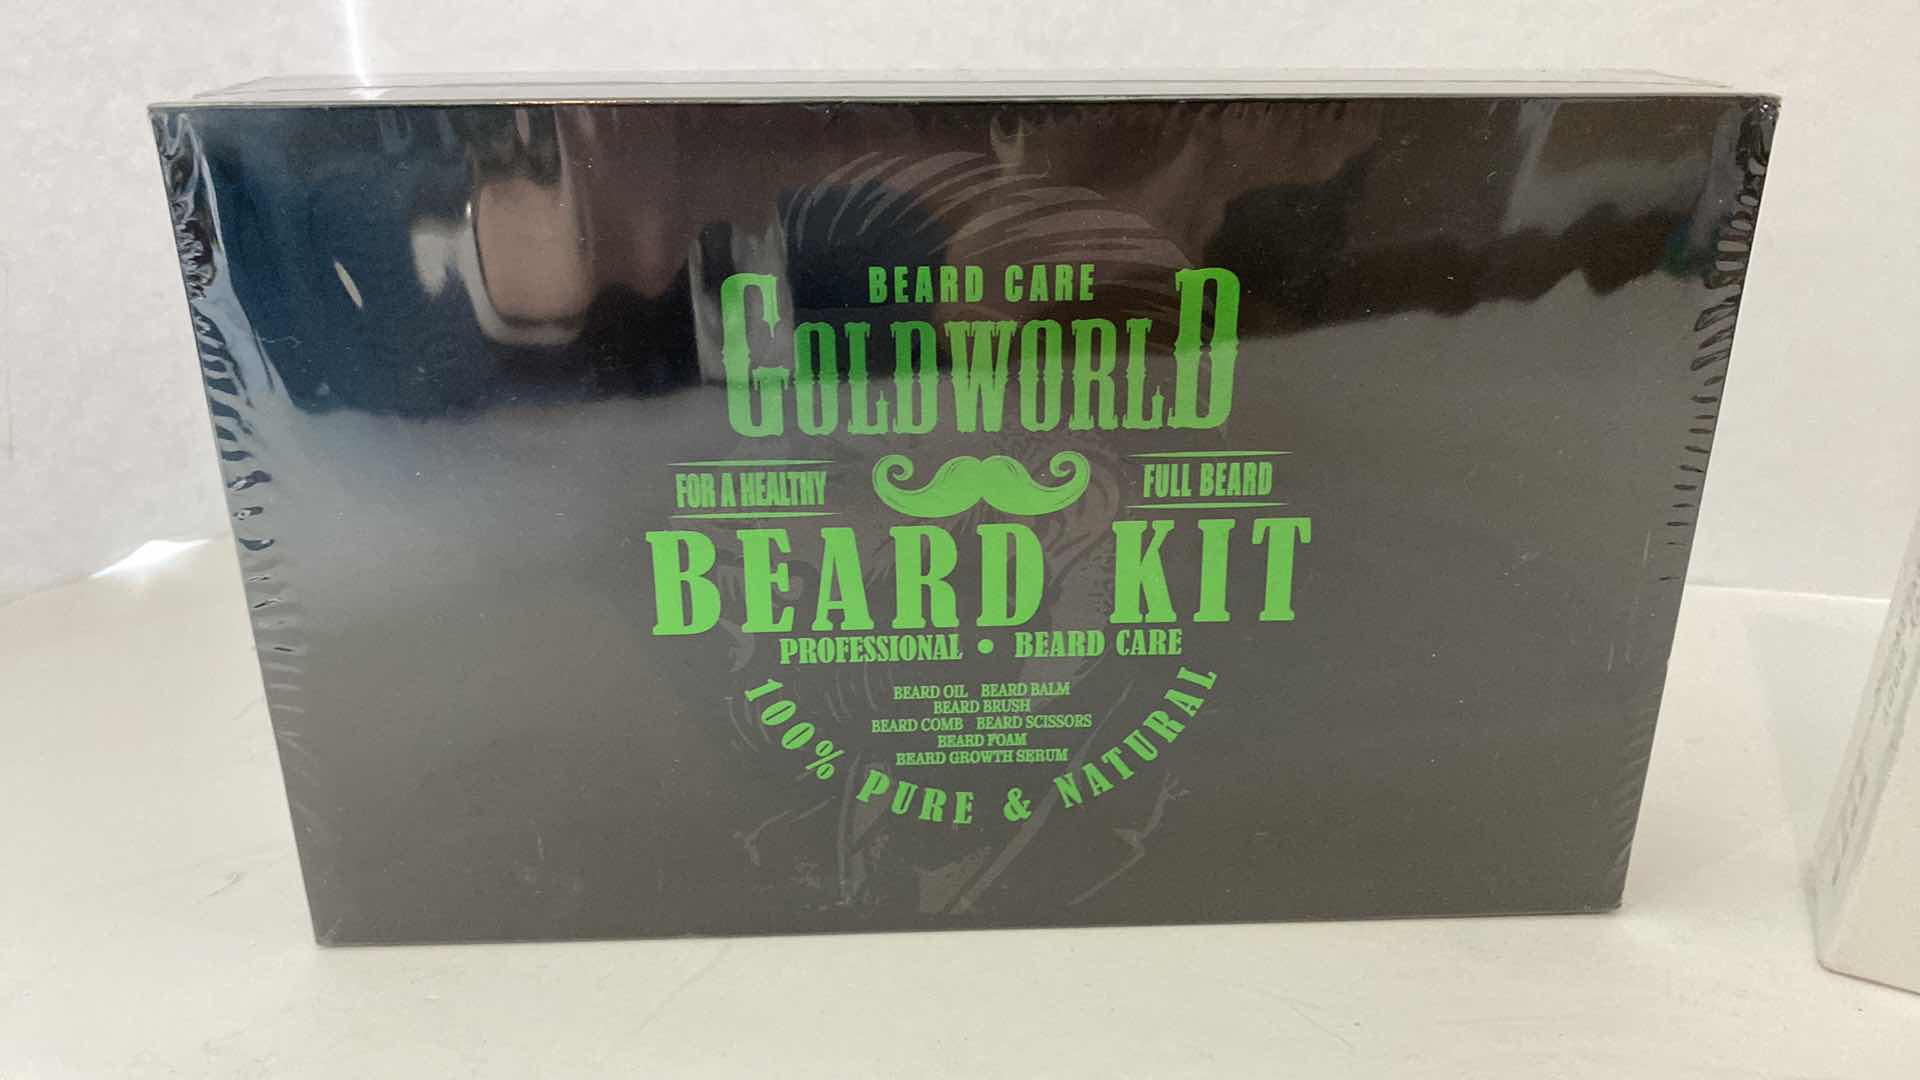 BEARD CARE
GOLDWORLD
FOR A HEALTHY FULL BEARD
BEARD KIT
PROFESSIONAL • BEARD CARE
BEARD OIL BEARD BALM
BEARD BRUSH
BEARD COMB BEARD SCISSORS
BEARD FOAM
BEARD GROWTH SERUM
100% PURE & NATURAL